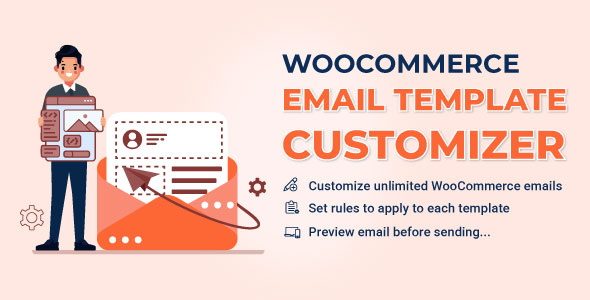 WOOCOMMERCE
EMAIL TEMPLATE
CUSTOMIZER
Customize unlimited WooCommerce emails
Set rules to apply to each template
Preview email before sending...